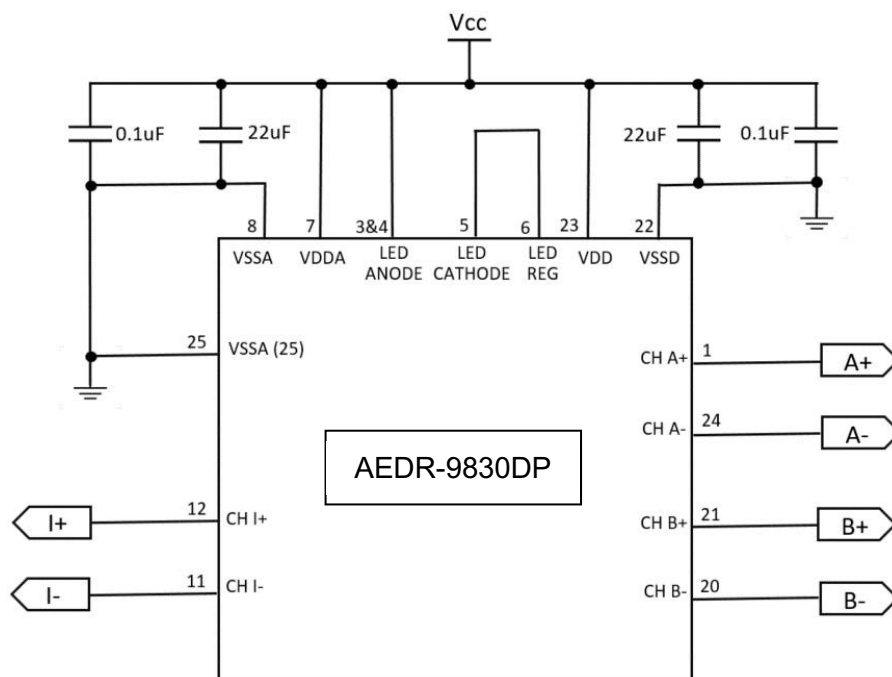 Vcc
0.1uF
22uF
22uF
0.1uF
8
7
3&4
5
6
23
22
VSSA
VDDA
LED
ANODE
LED
CATHODE
LED
REG
VDD
VSSD
25
VSSA (25)
CH A+
1
A+
CH A-
24
A-
AEDR-9830DP
I+
12
CH I+
CH B+
21
B+
I-
11
CH I-
CH B-
20
B-